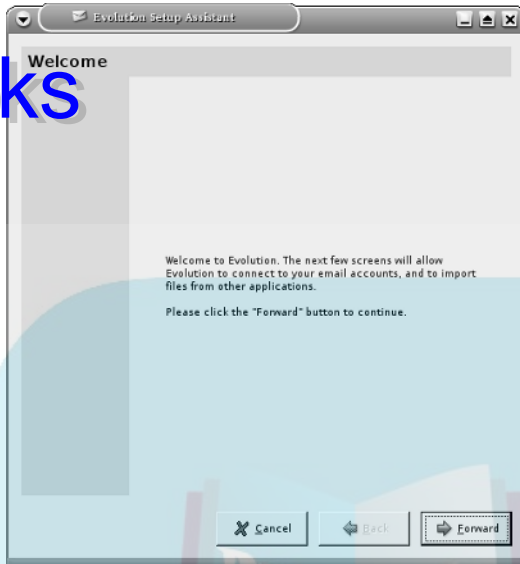 Evolution Setup Assistant
Welcome
ks
Welcome to Evolution. The next few screens will allow
Evolution to connect to your email accounts, and to import
files from other applications.
Please click the "Forward" button to continue.
Cancel
Back
Forward